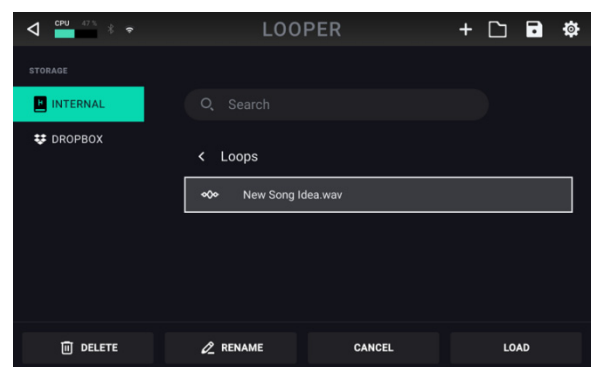 CPU 47%
LOOPER
STORAGE
INTERNAL
Search
DROPBOX
Loops
New Song Idea.wav
DELETE
RENAME
CANCEL
LOAD